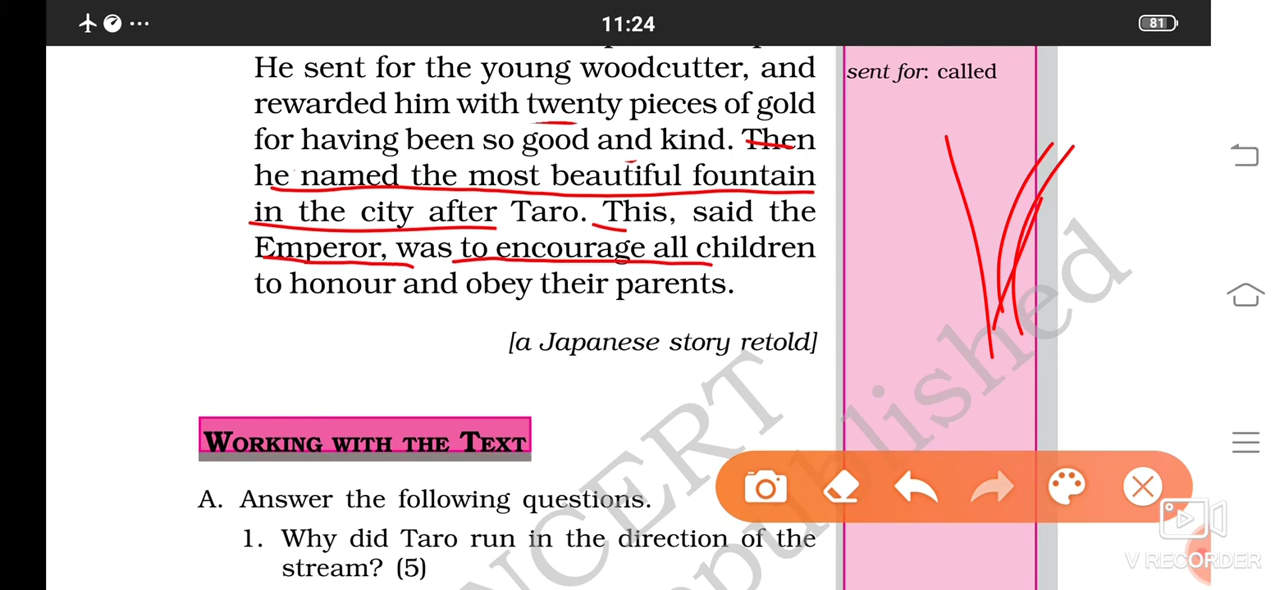 11:24
81
He sent for the young woodcutter, and
rewarded him with twenty pieces of gold
for having been so good and kind. Then
he named the most beautiful fountain
in the city after Taro. This, said the
Emperor, was to encourage all children
to honour and obey their parents.
[a Japanese story retold]
sent for: called
WORKING WITH THE TEXT
A. Answer the following questions.
1. Why did Taro run in the direction of the
stream? (5)
NCERT
republished
V RECORDER